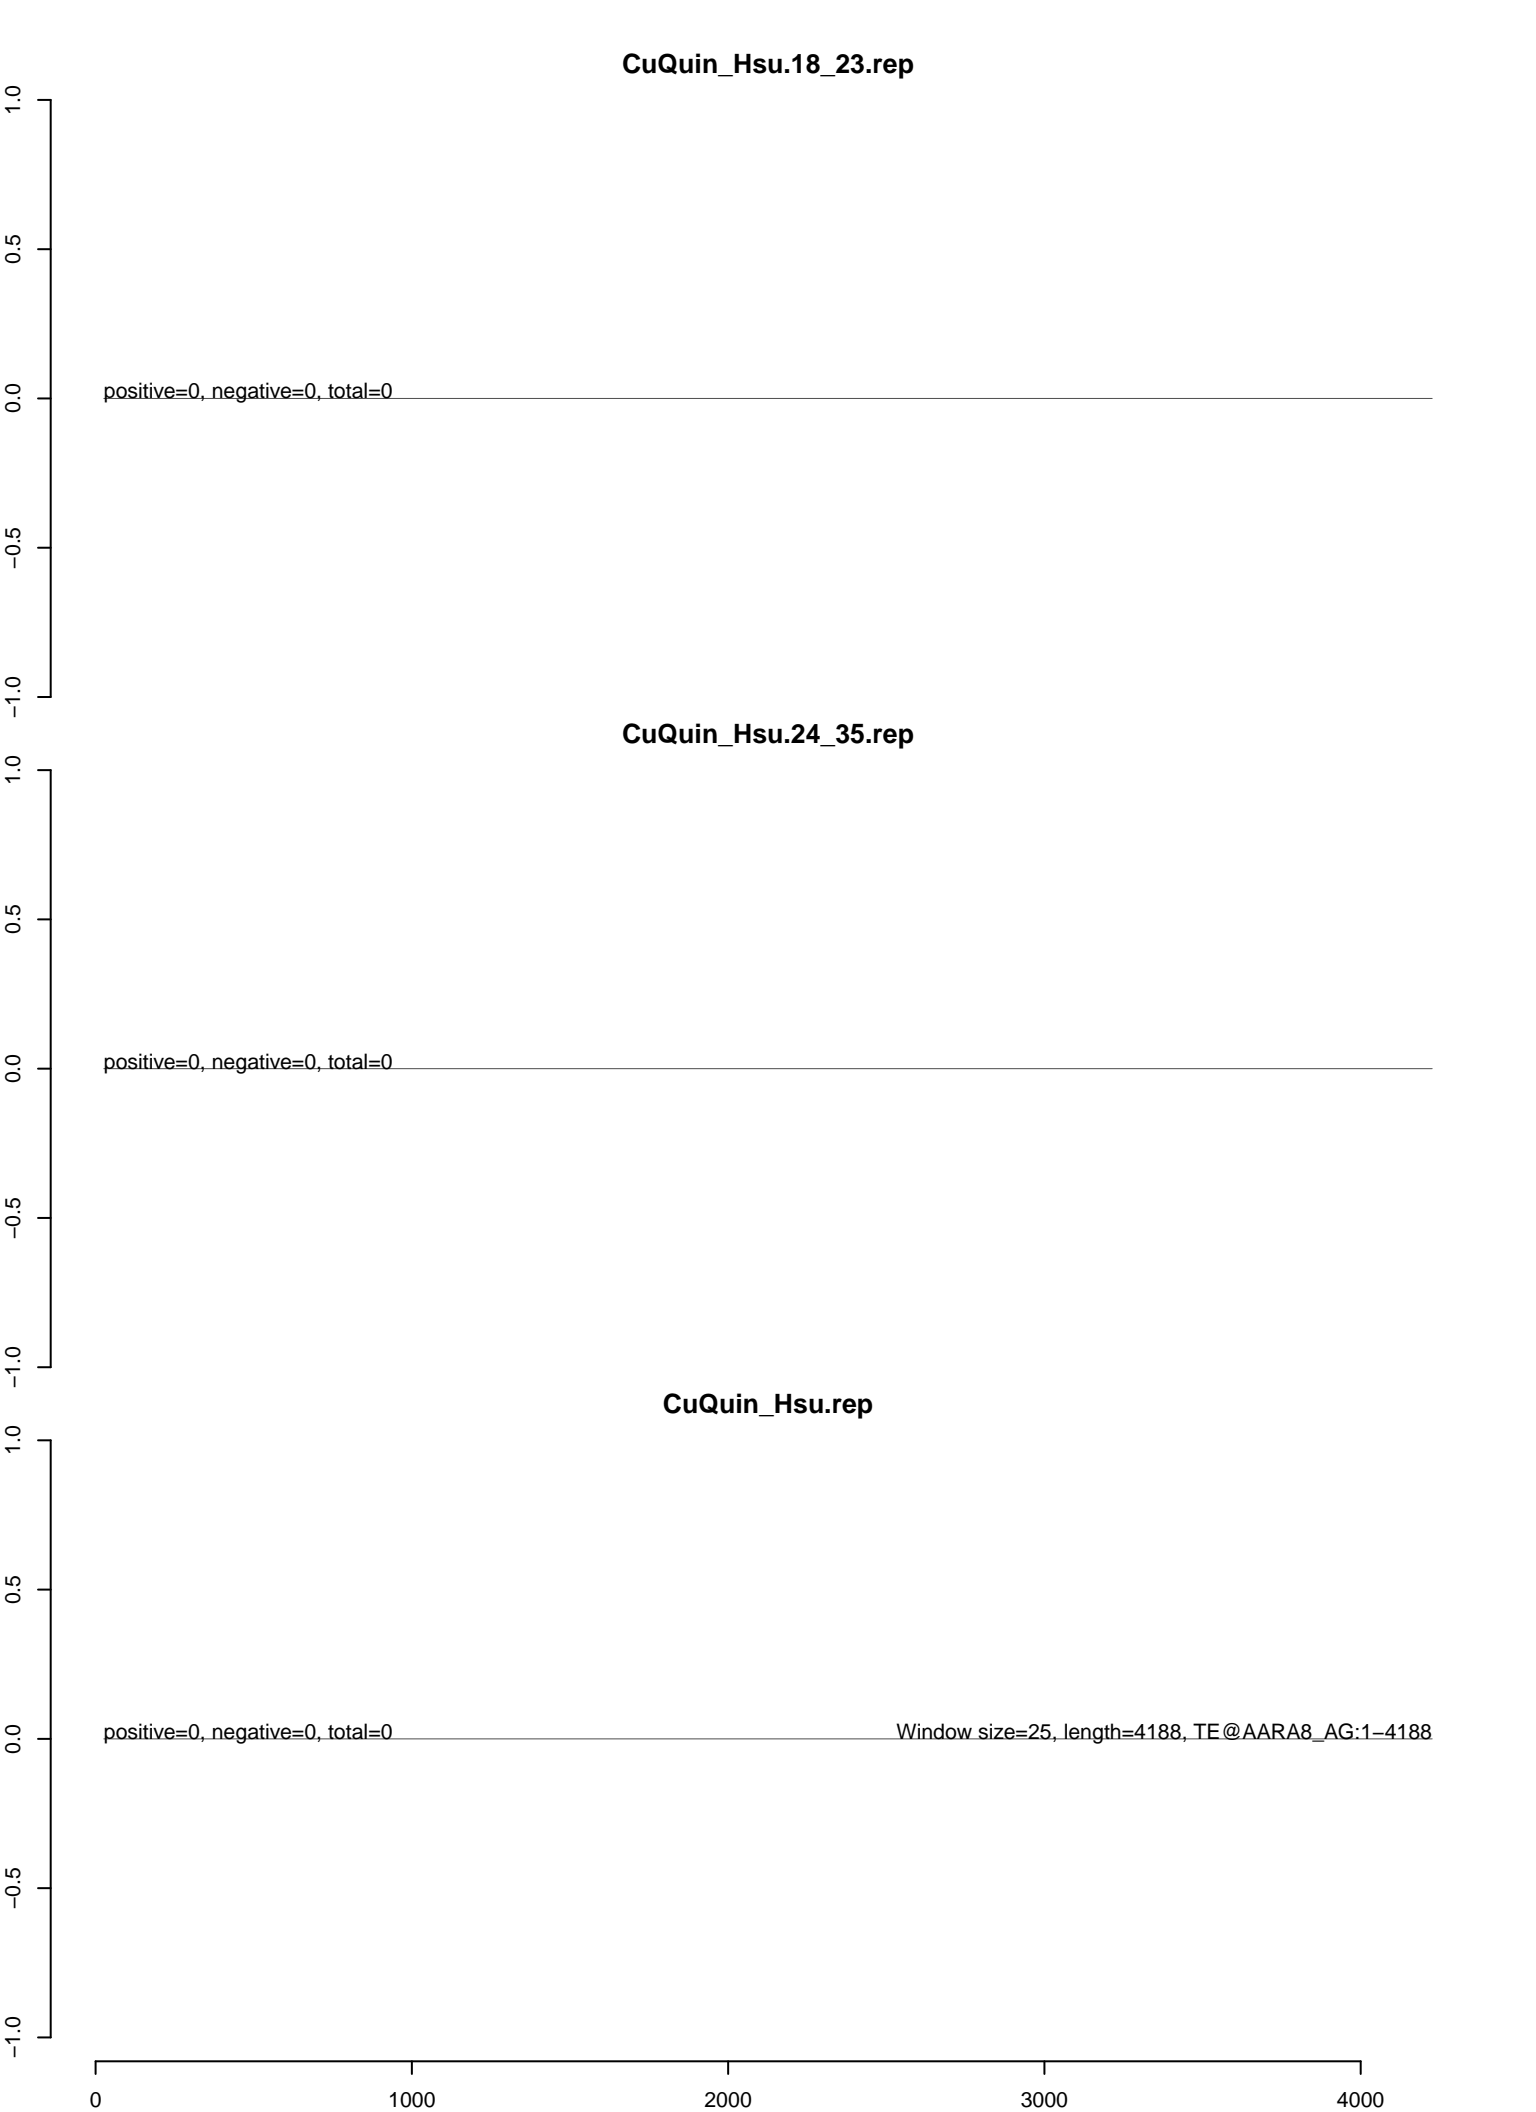 CuQuin_Hsu.18_23.rep
1.0
0.5
0.0
−0.5
−1.0
positive=0, negative=0, total=0
CuQuin_Hsu.24_35.rep
1.0
0.5
0.0
−0.5
−1.0
positive=0, negative=0, total=0
CuQuin_Hsu.rep
1.0
0.5
0.0
−0.5
−1.0
positive=0, negative=0, total=0
Window size=25, length=4188, TE@AARA8_AG:1−4188
0 1000 2000 3000 4000